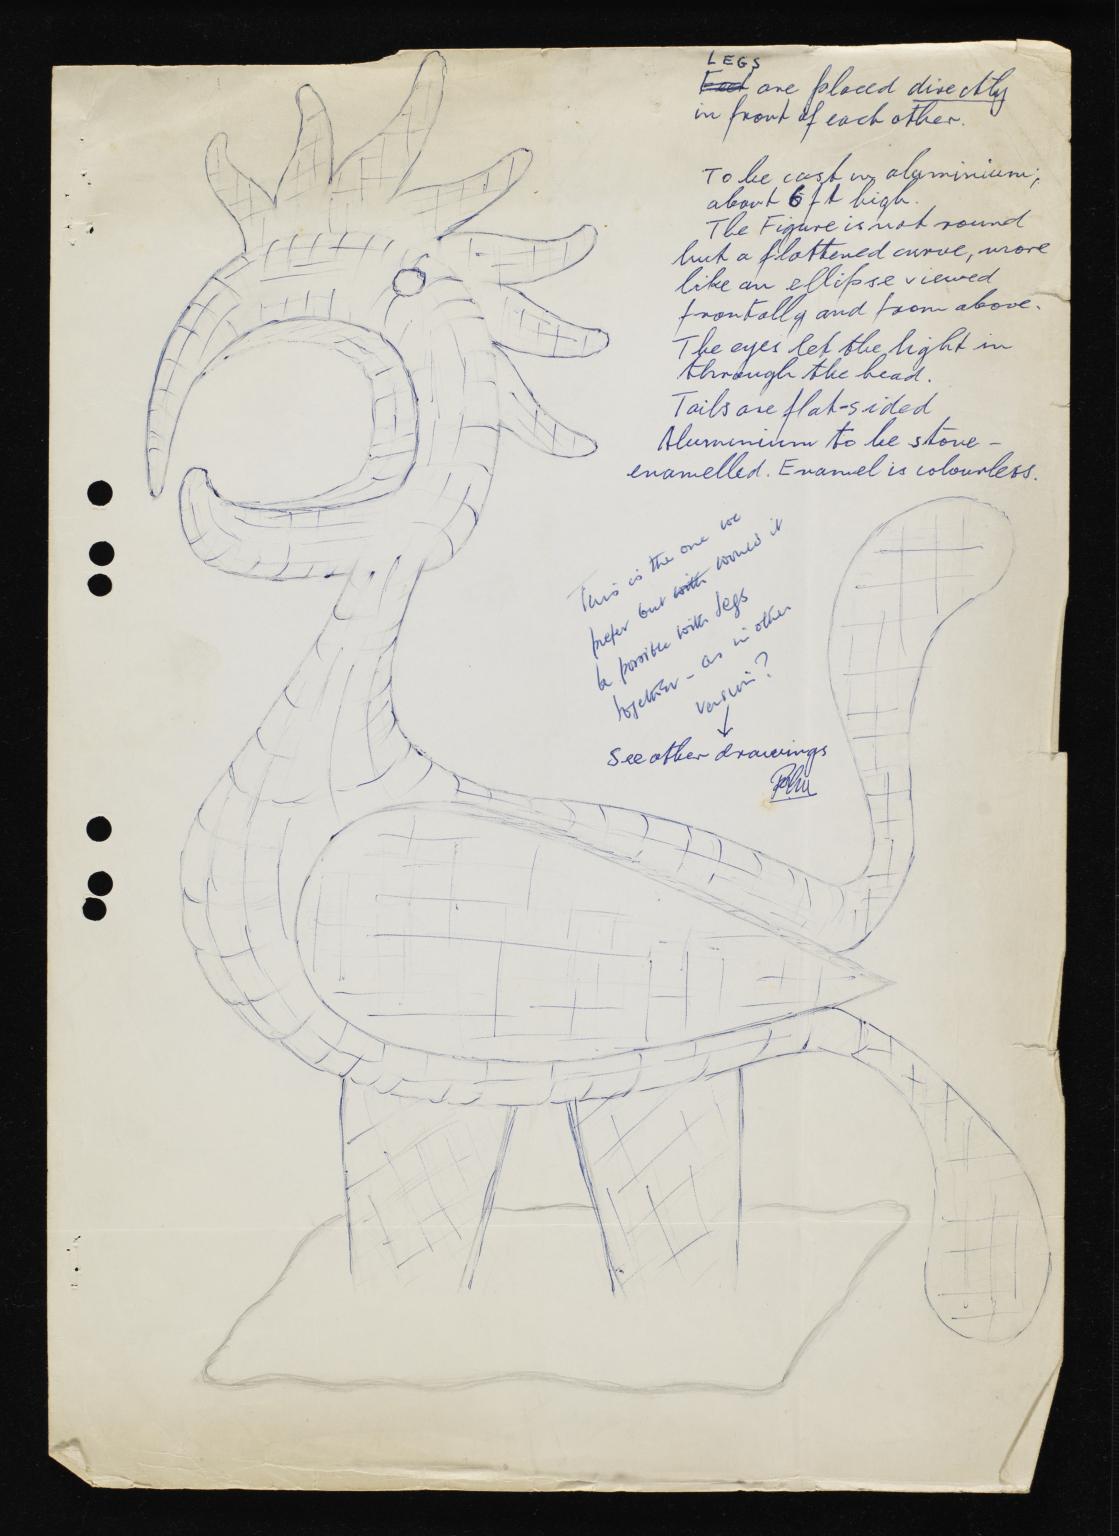 LEGS
Feet are placed directly
in front of each other.
To be cast in aluminium;
about 6 ft high.
The Figure is not round
but a flattened curve, more
like an ellipse viewed
frontally and from above.
The eyes let the light in
through the head.
Tails are flat-sided
Aluminium to be stove-
enamelled. Enamel is colourless.
This is the one we
prefer but with would it
be possible with legs
together - as in other
version?
See other drawings